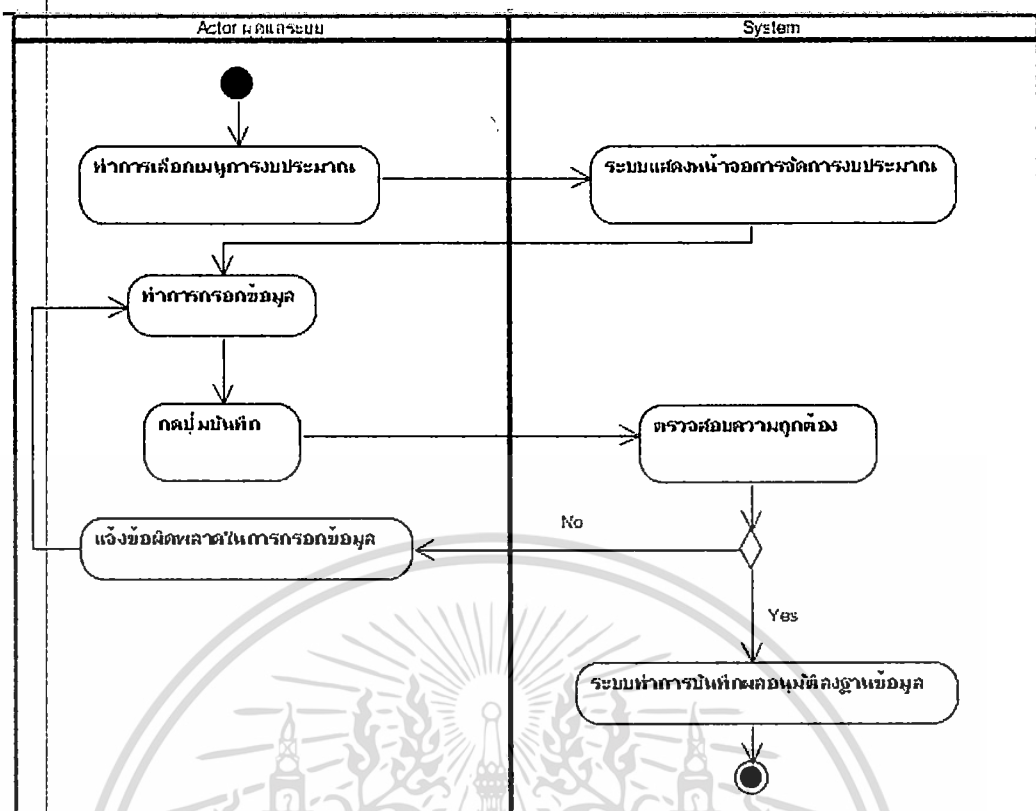 Actor ผู้ดูแลระบบ
System
ทำการเลือกเมนูการงบประมาณ
ระบบแสดงหน้าจอการจัดการงบประมาณ
ทำการกรอกข้อมูล
กดปุ่มบันทึก
ตรวจสอบความถูกต้อง
แจ้งข้อผิดพลาดในการกรอกข้อมูล
No
Yes
ระบบทำการบันทึกผลอนุมัติลงฐานข้อมูล